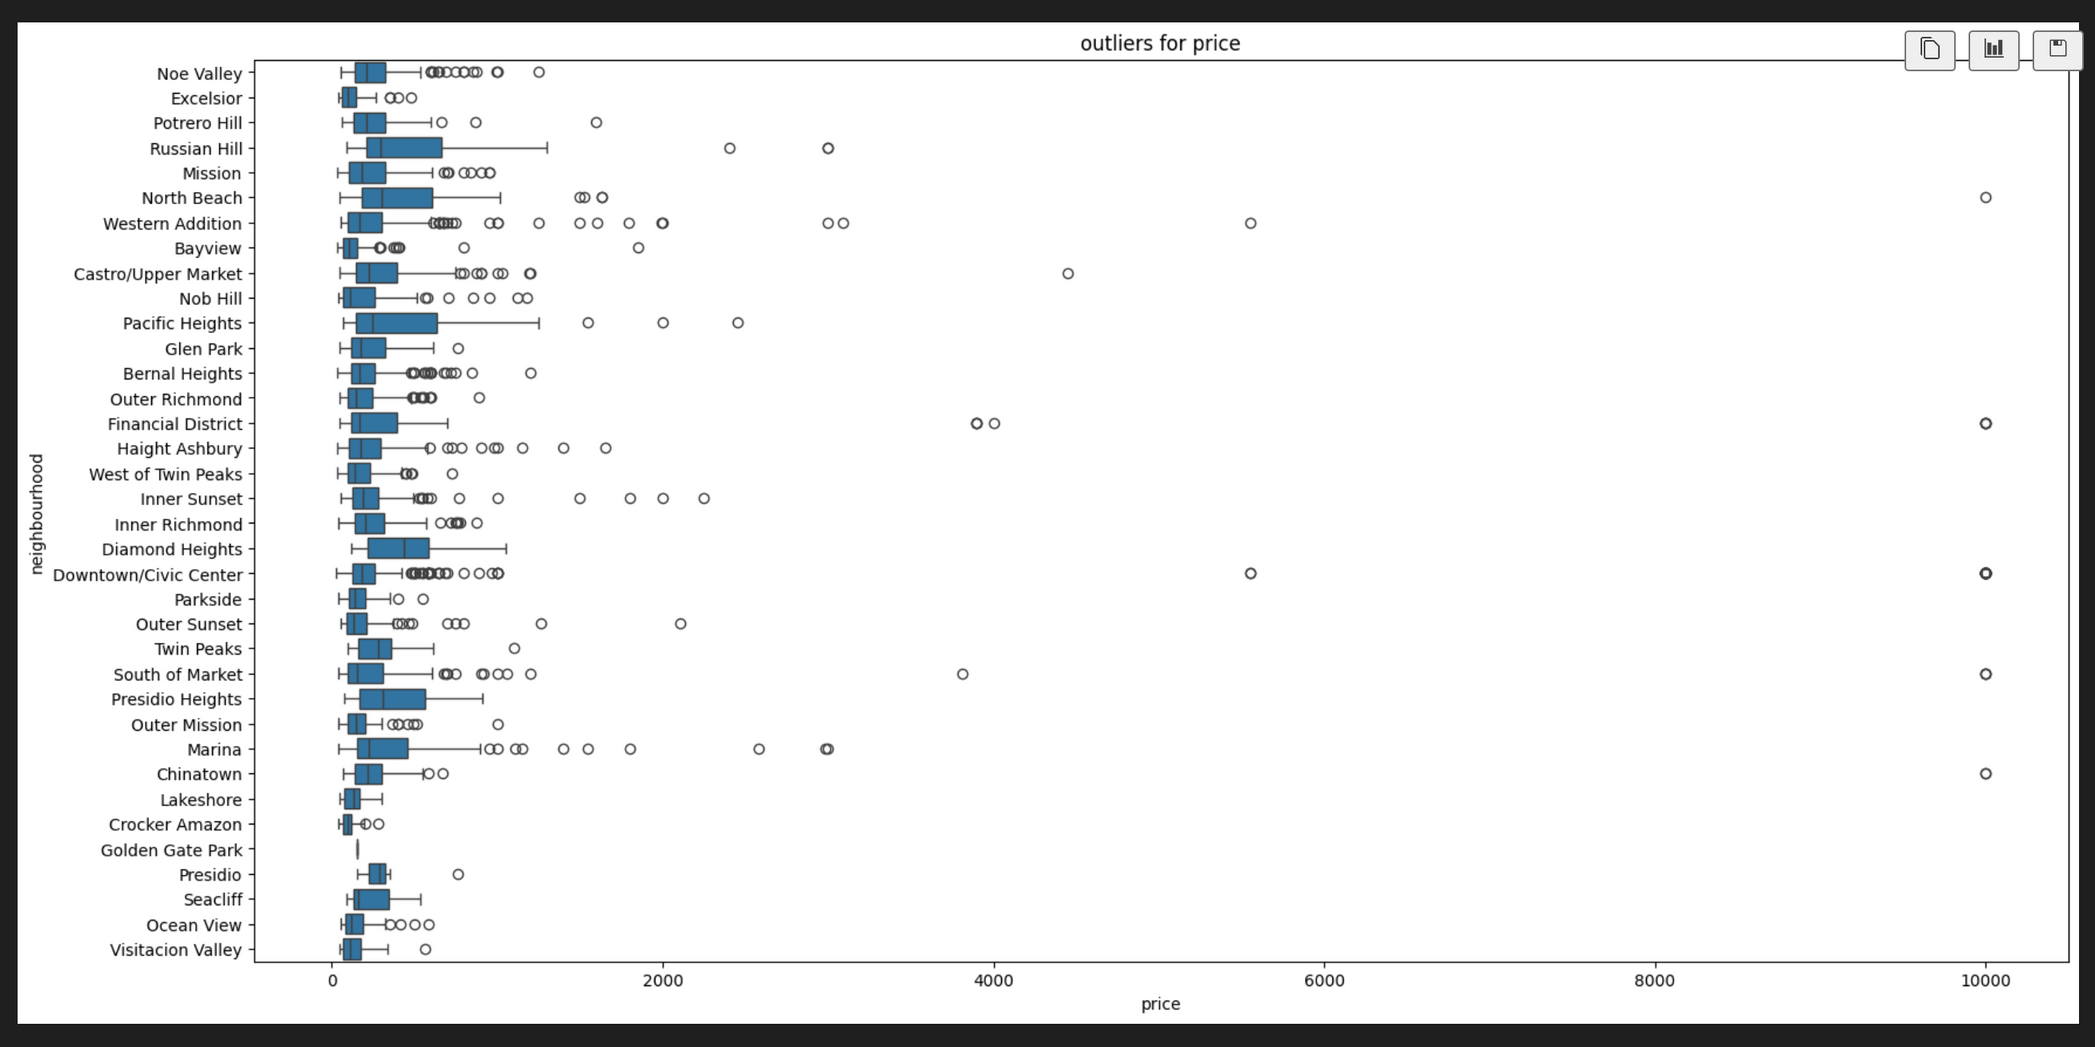 outliers for price
neighbourhood
Noe Valley
Excelsior
Potrero Hill
Russian Hill
Mission
North Beach
Western Addition
Bayview
Castro/Upper Market
Nob Hill
Pacific Heights
Glen Park
Bernal Heights
Outer Richmond
Financial District
Haight Ashbury
West of Twin Peaks
Inner Sunset
Inner Richmond
Diamond Heights
Downtown/Civic Center
Parkside
Outer Sunset
Twin Peaks
South of Market
Presidio Heights
Outer Mission
Marina
Chinatown
Lakeshore
Crocker Amazon
Golden Gate Park
Presidio
Seacliff
Ocean View
Visitacion Valley
0 2000 4000 6000 8000 10000
price